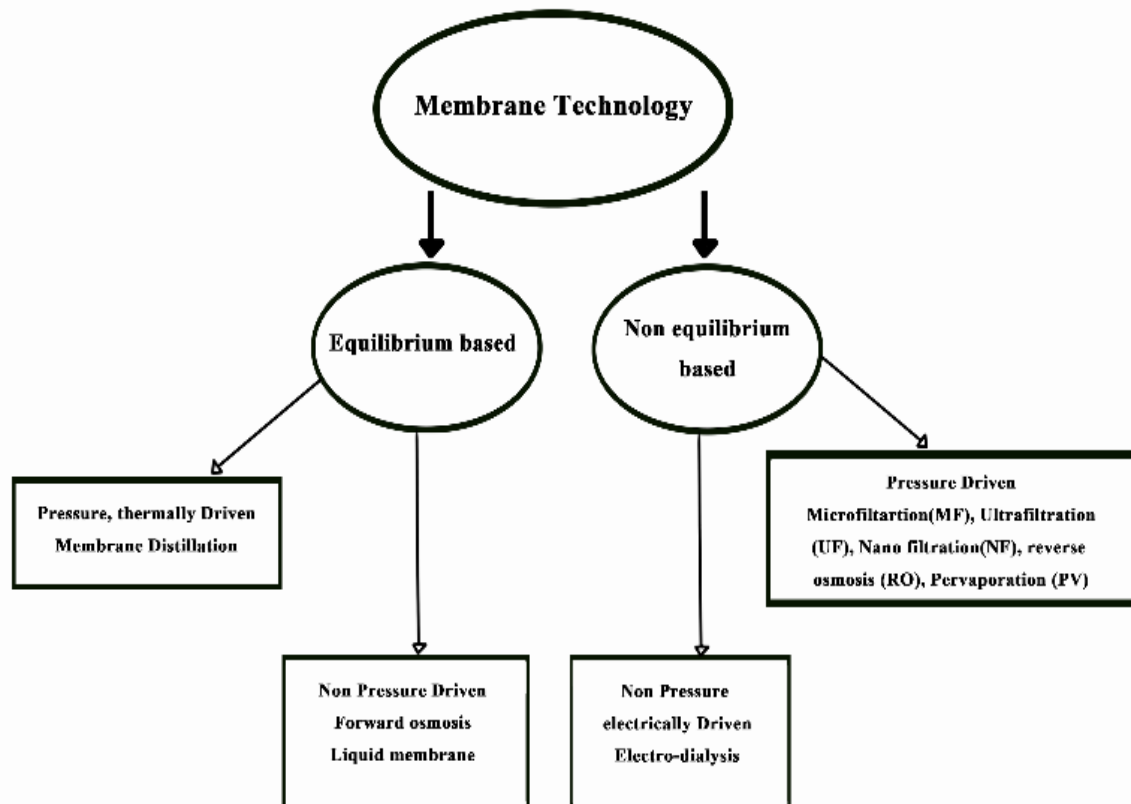 Membrane Technology
Equilibrium based
Non equilibrium
based
Pressure, thermally Driven
Membrane Distillation
Pressure Driven
Microfiltartion(MF), Ultrafiltration
(UF), Nano filtration(NF), reverse
osmosis (RO), Pervaporation (PV)
Non Pressure Driven
Forward osmosis
Liquid membrane
Non Pressure
electrically Driven
Electro-dialysis